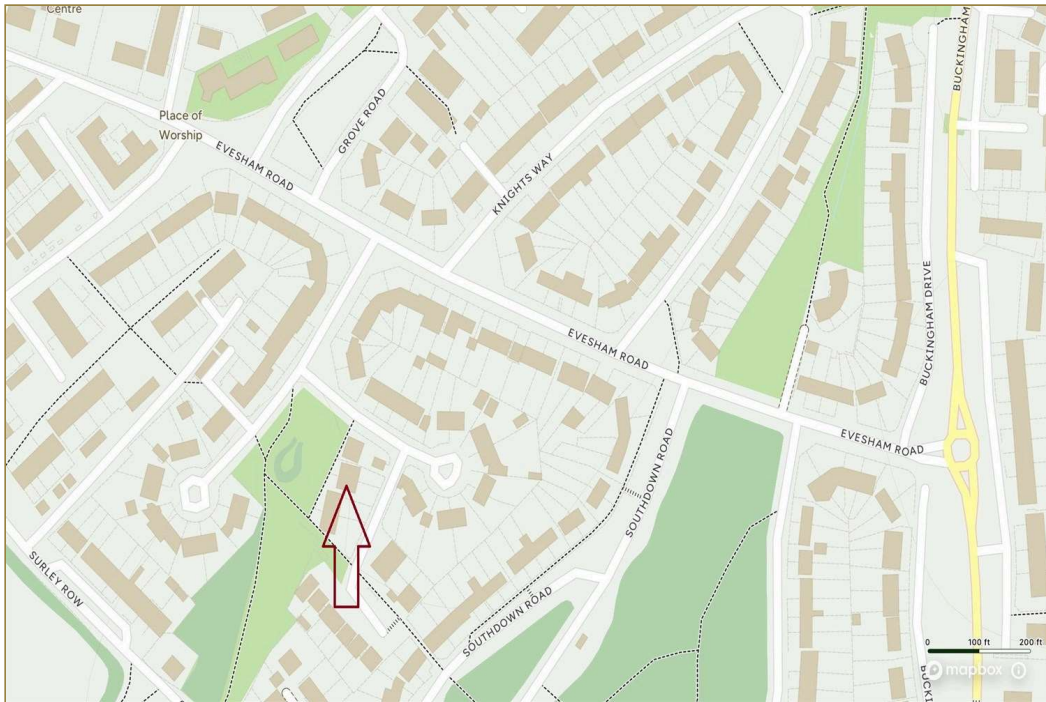 Centre
BUCKINGHAM
Place of
Worship
GROVE ROAD
EVESHAM ROAD
KNIGHTS WAY
BUCKINGHAM DRIVE
EVESHAM ROAD
EVESHAM ROAD
SOUTHDOWN ROAD
SURLEY ROW
SOUTHDOWN ROAD
0 100 ft 200 ft
mapbox
BUCKI